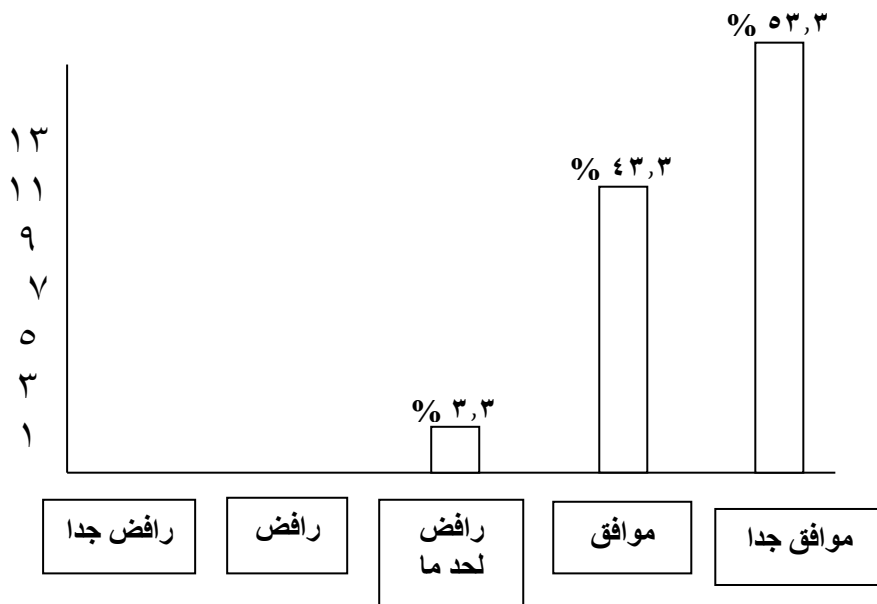 ٥٣,٣ %
٤٣,٣ %
٣,٣ %
١٣
١١
٩
٧
٥
٣
١
موافق جدا
موافق
رافض
لحد ما
رافض
رافض جدا